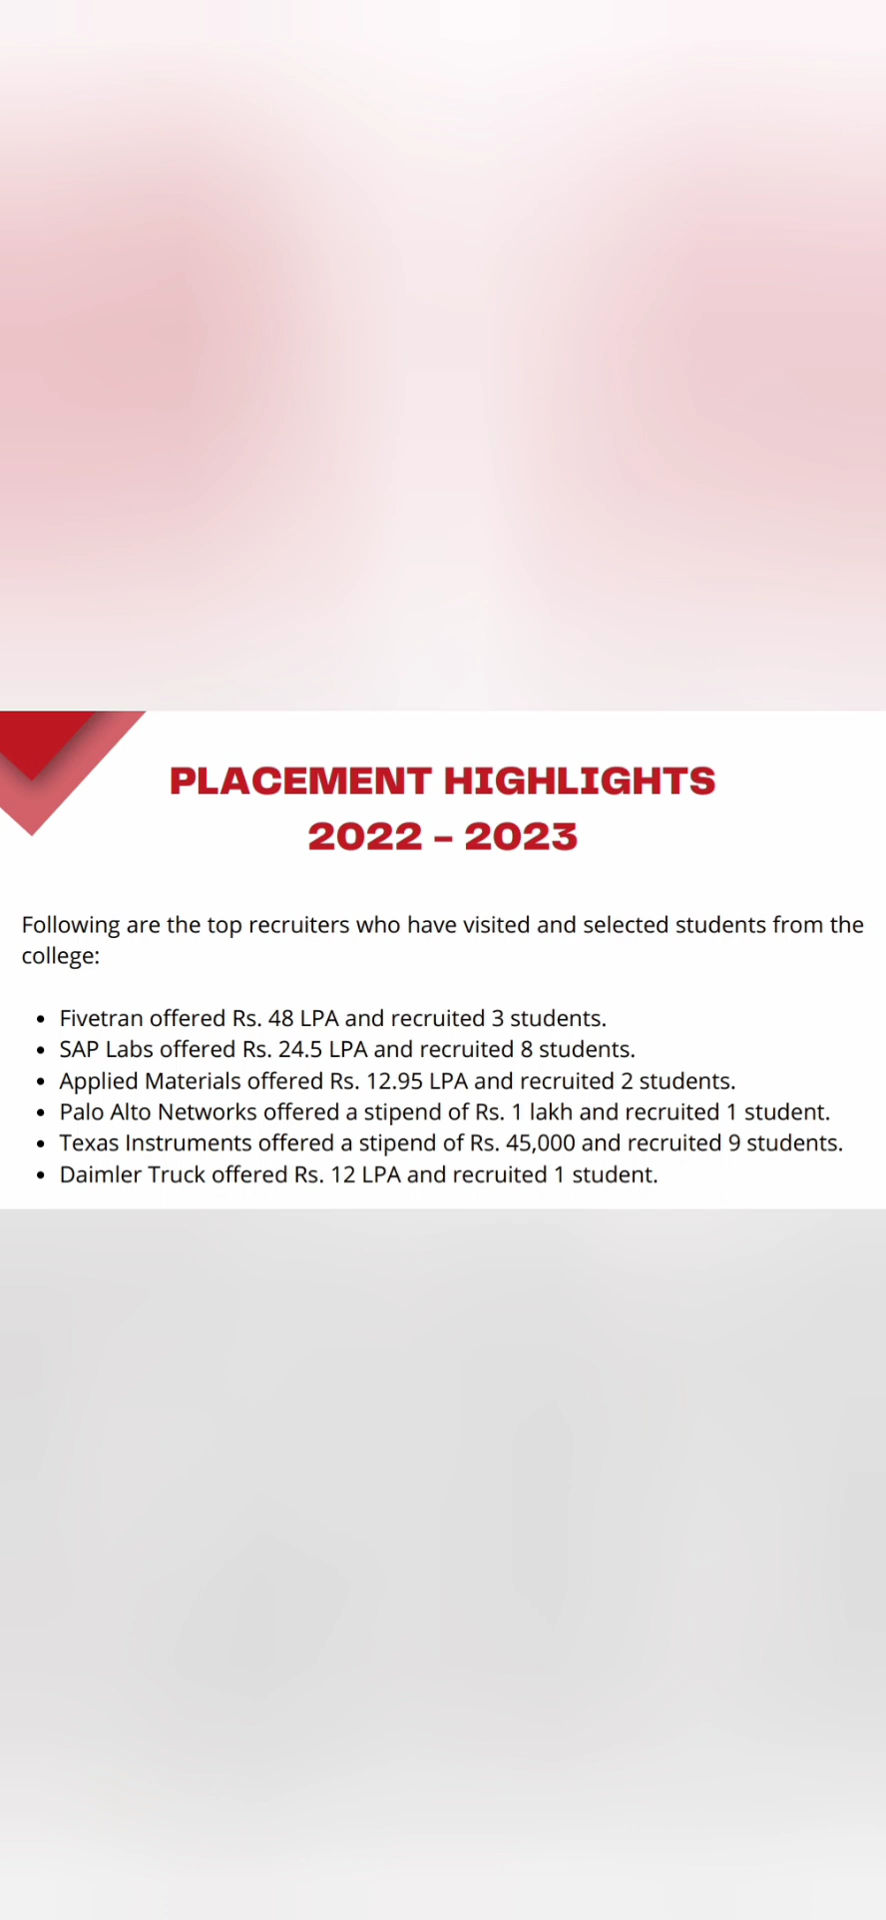 PLACEMENT HIGHLIGHTS
2022 – 2023
Following are the top recruiters who have visited and selected students from the
college:
• Fivetran offered Rs. 48 LPA and recruited 3 students.
• SAP Labs offered Rs. 24.5 LPA and recruited 8 students.
• Applied Materials offered Rs. 12.95 LPA and recruited 2 students.
• Palo Alto Networks offered a stipend of Rs. 1 lakh and recruited 1 student.
• Texas Instruments offered a stipend of Rs. 45,000 and recruited 9 students.
• Daimler Truck offered Rs. 12 LPA and recruited 1 student.